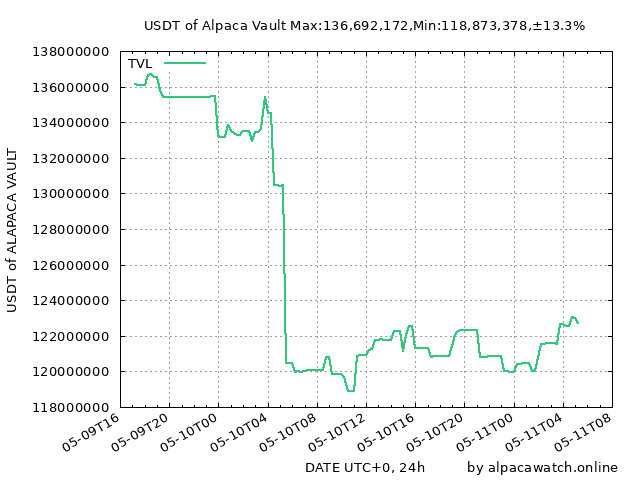 USDT of Alpaca Vault Max:136,692,172,Min:118,873,378,±13.3%
TVL
138000000
136000000
134000000
132000000
130000000
128000000
126000000
124000000
122000000
120000000
118000000
USDT of ALAPACA VAULT
05-09T16
05-09T20
05-10T00
05-10T04
05-10T08
05-10T12
05-10T16
05-10T20
05-11T00
05-11T04
05-11T08
DATE UTC+0, 24h
by alpacawatch.online